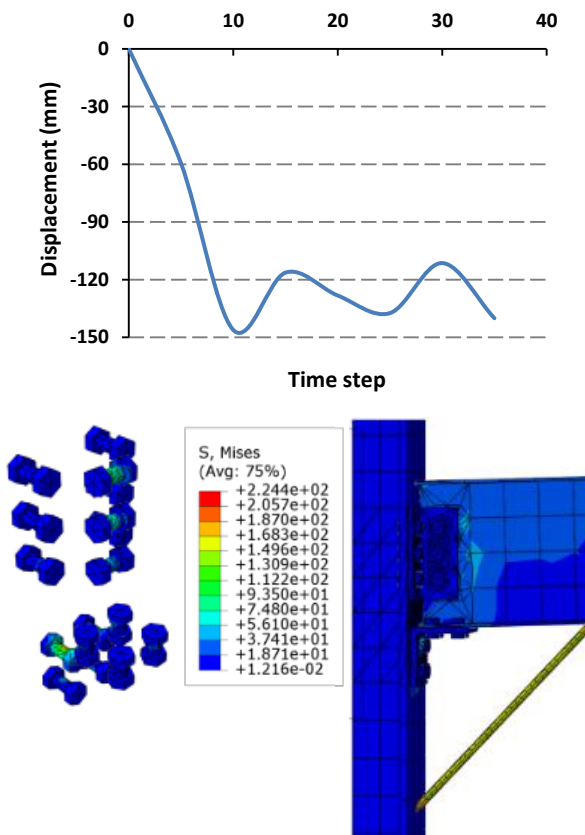 0 10 20 30 40
0
-30
-60
-90
-120
-150
Displacement (mm)
Time step
S, Mises
(Avg: 75%)
+2.244e+02
+2.057e+02
+1.870e+02
+1.683e+02
+1.496e+02
+1.309e+02
+1.122e+02
+9.350e+01
+7.480e+01
+5.610e+01
+3.741e+01
+1.871e+01
+1.216e-02